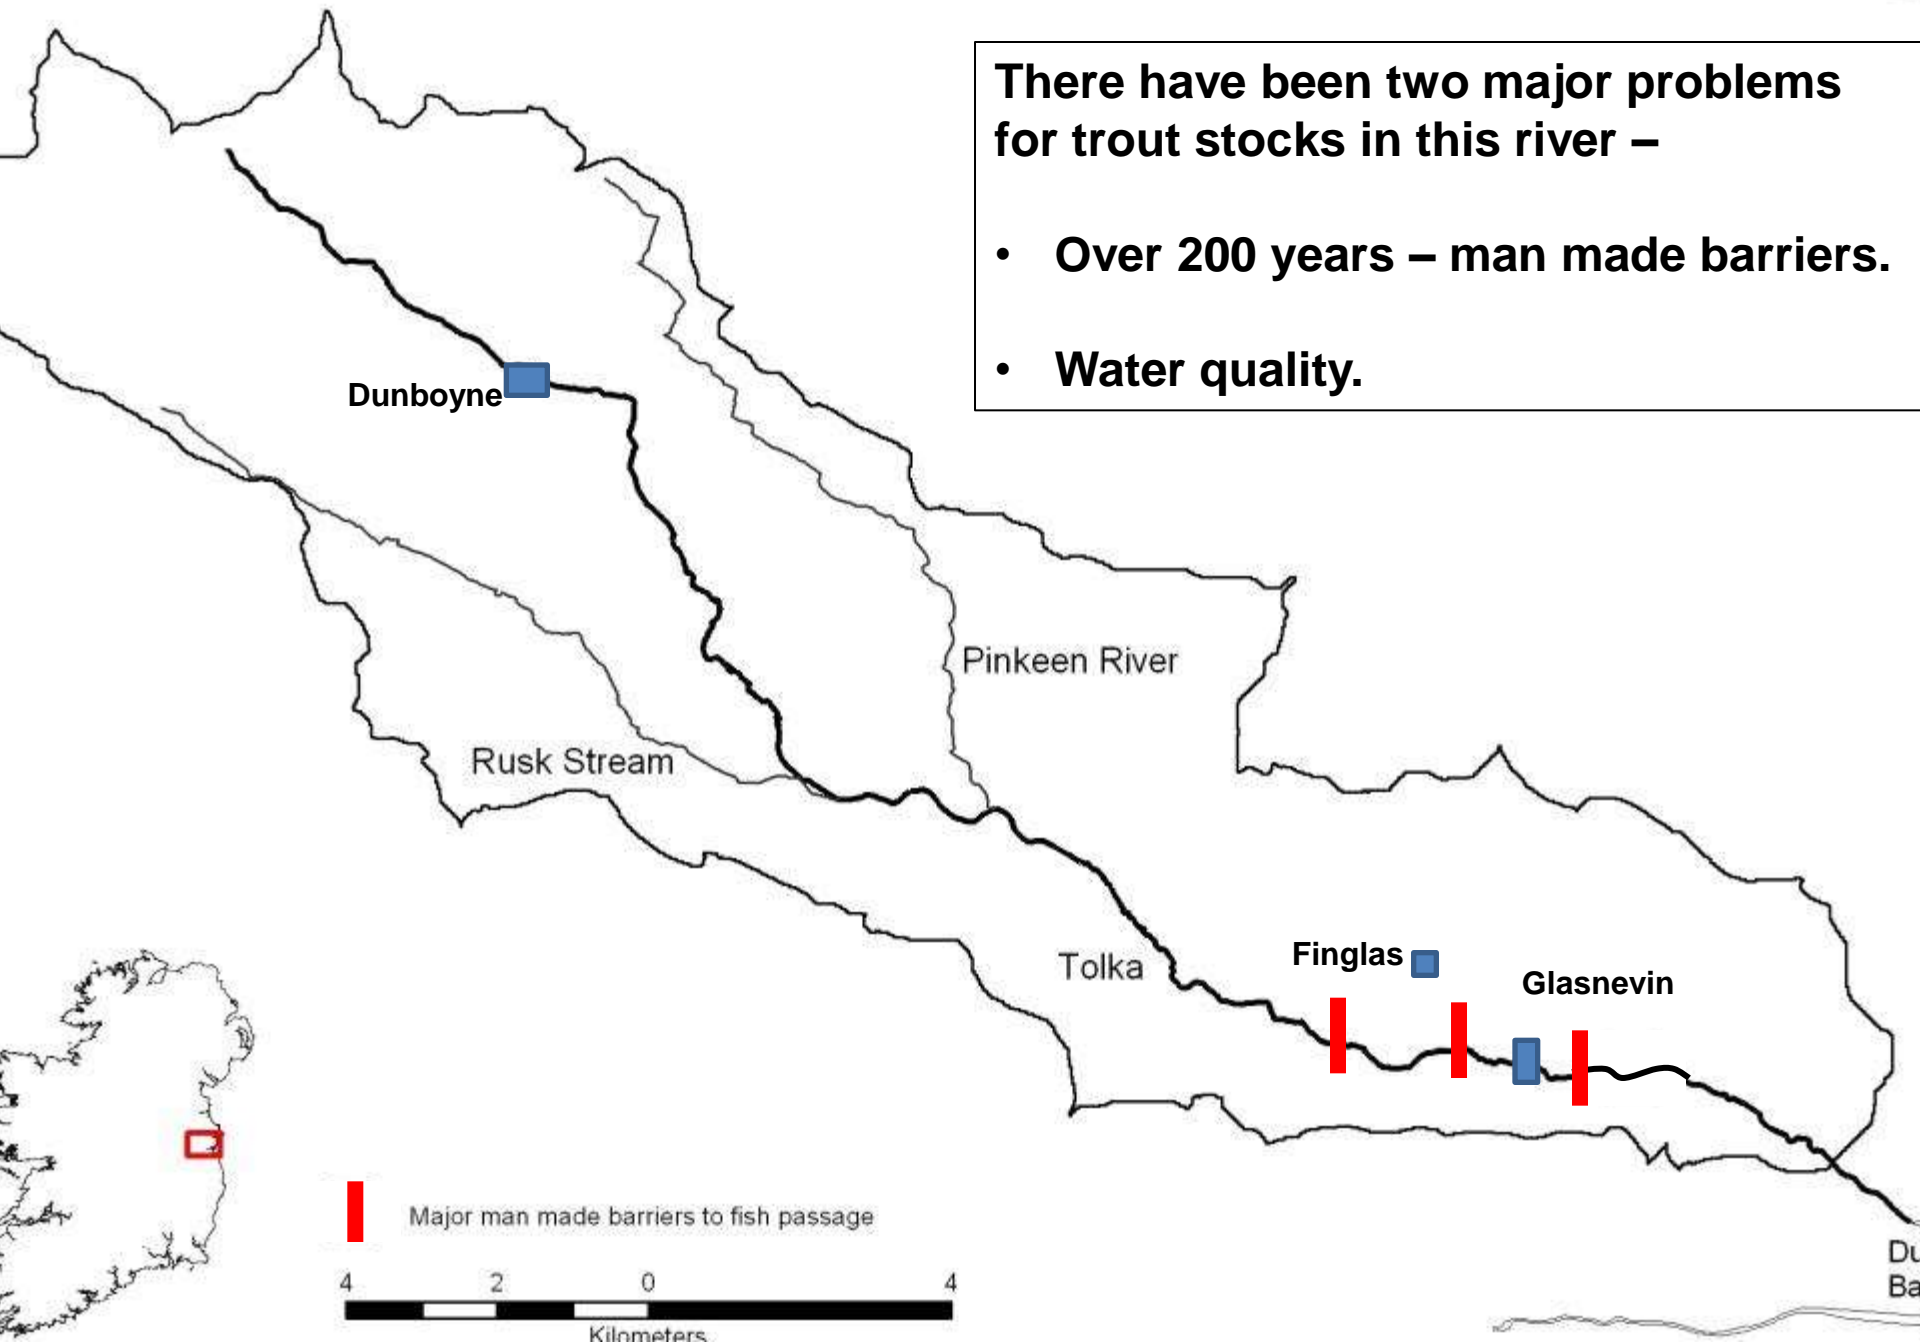 There have been two major problems
for trout stocks in this river –
• Over 200 years – man made barriers.
• Water quality.
Dunboyne
Pinkeen River
Rusk Stream
Tolka
Finglas
Glasnevin
Major man made barriers to fish passage
4 2 0 4
Kilometers
Du
Ba